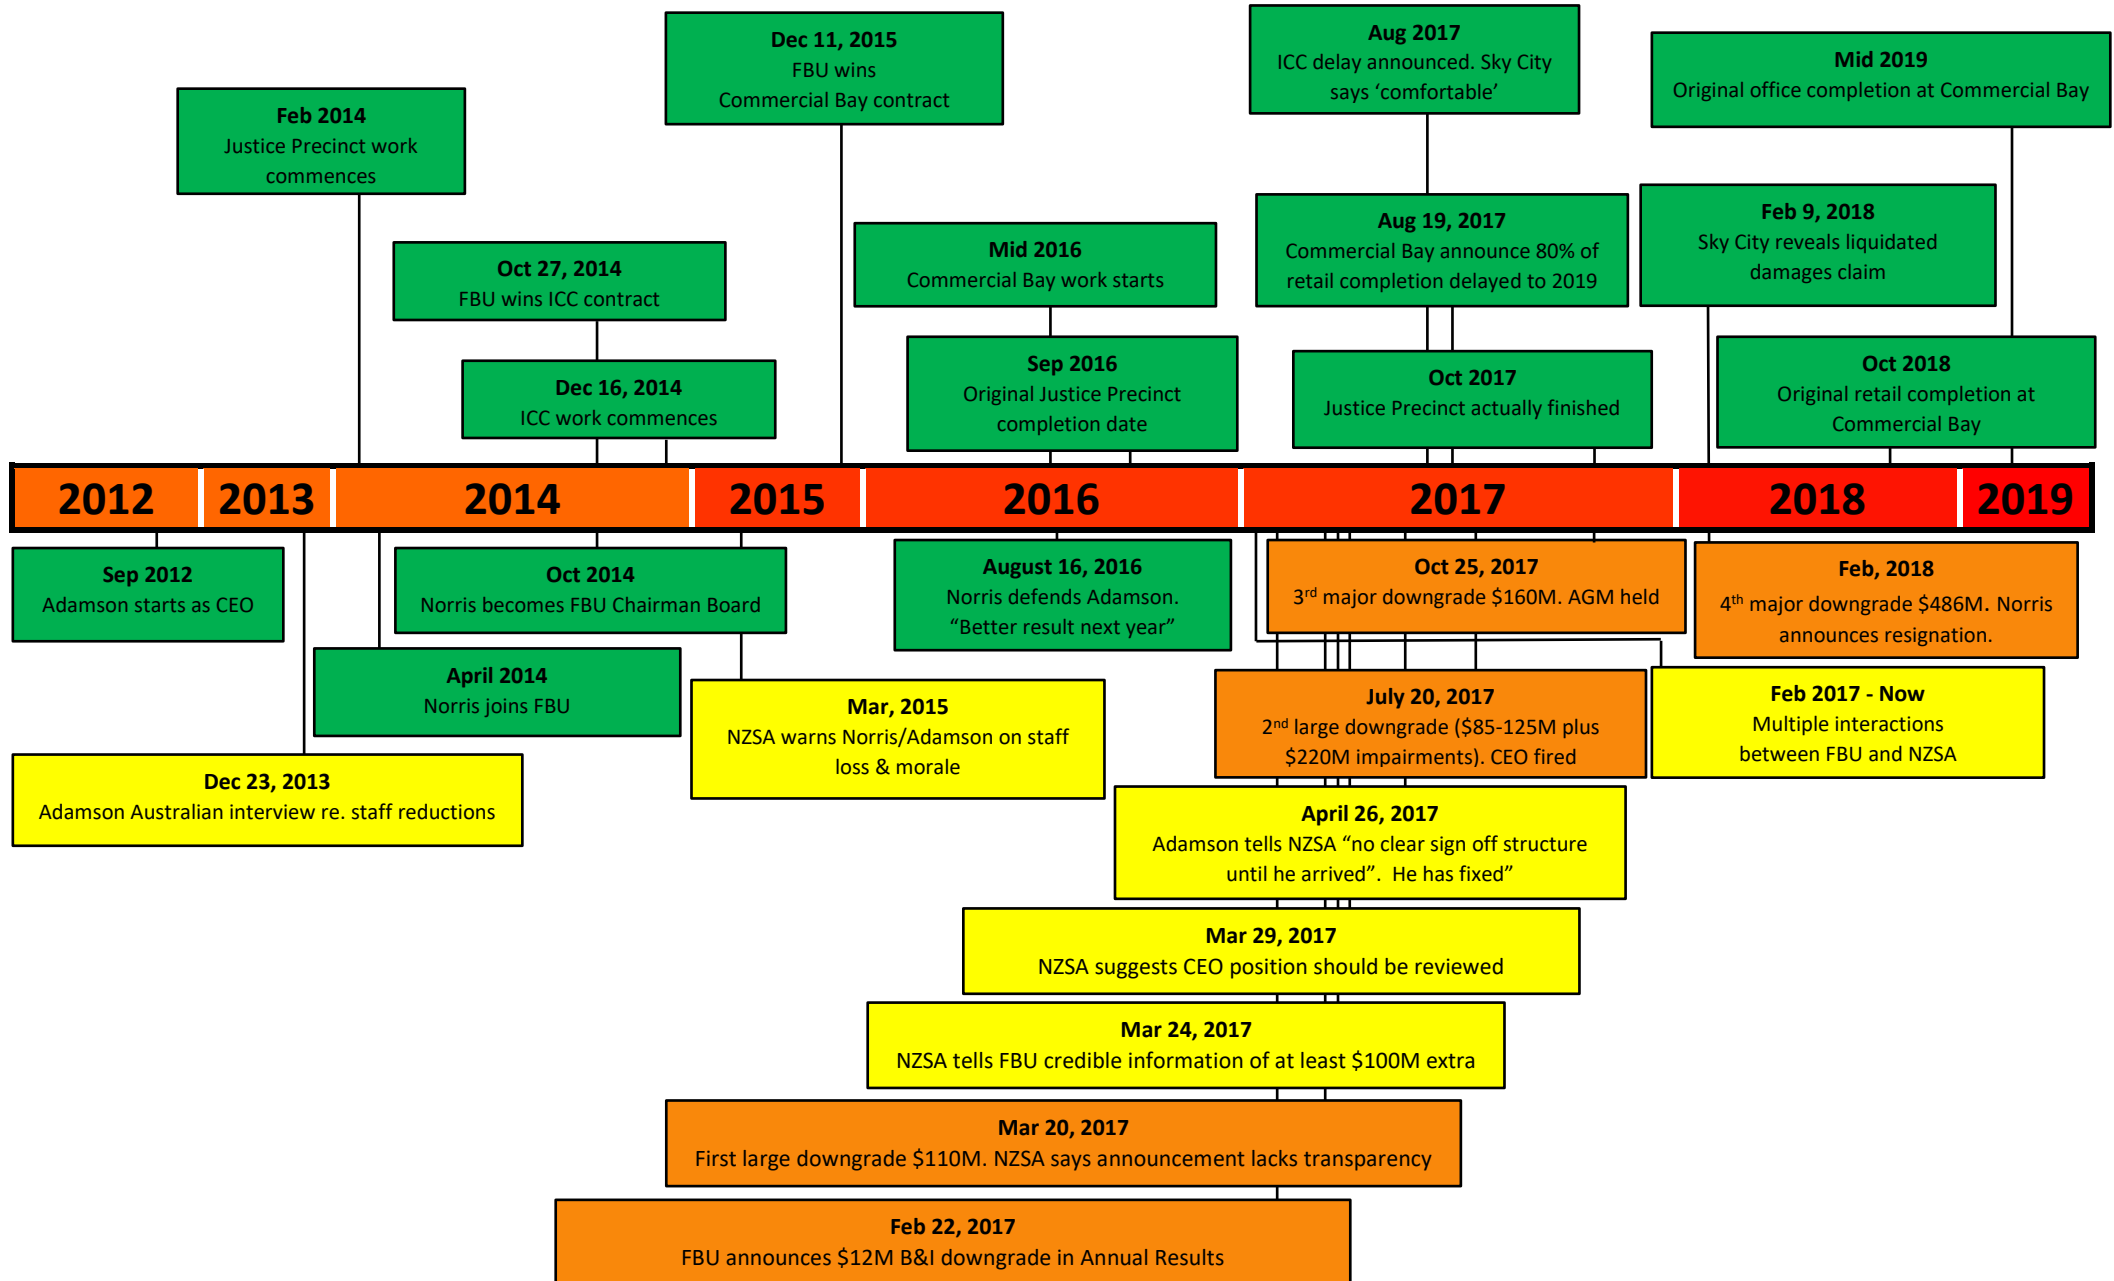 Dec 11, 2015
FBU wins
Commercial Bay contract
Aug 2017
ICC delay announced. Sky City
says ‘comfortable’
Mid 2019
Original office completion at Commercial Bay
Feb 2014
Justice Precinct work
commences
Oct 27, 2014
FBU wins ICC contract
Mid 2016
Commercial Bay work starts
Aug 19, 2017
Commercial Bay announce 80% of
retail completion delayed to 2019
Feb 9, 2018
Sky City reveals liquidated
damages claim
Dec 16, 2014
ICC work commences
Sep 2016
Original Justice Precinct
completion date
Oct 2017
Justice Precinct actually finished
Oct 2018
Original retail completion at
Commercial Bay
2012 2013 2014 2015 2016 2017 2018 2019
Sep 2012
Adamson starts as CEO
Oct 2014
Norris becomes FBU Chairman Board
August 16, 2016
Norris defends Adamson.
“Better result next year”
Oct 25, 2017
3rd major downgrade $160M. AGM held
Feb, 2018
4th major downgrade $486M. Norris
announces resignation.
April 2014
Norris joins FBU
Mar, 2015
NZSA warns Norris/Adamson on staff
loss & morale
July 20, 2017
2nd large downgrade ($85-125M plus
$220M impairments). CEO fired
Feb 2017 - Now
Multiple interactions
between FBU and NZSA
Dec 23, 2013
Adamson Australian interview re. staff reductions
April 26, 2017
Adamson tells NZSA “no clear sign off structure
until he arrived”.  He has fixed”
Mar 29, 2017
NZSA suggests CEO position should be reviewed
Mar 24, 2017
NZSA tells FBU credible information of at least $100M extra
Mar 20, 2017
First large downgrade $110M. NZSA says announcement lacks transparency
Feb 22, 2017
FBU announces $12M B&I downgrade in Annual Results